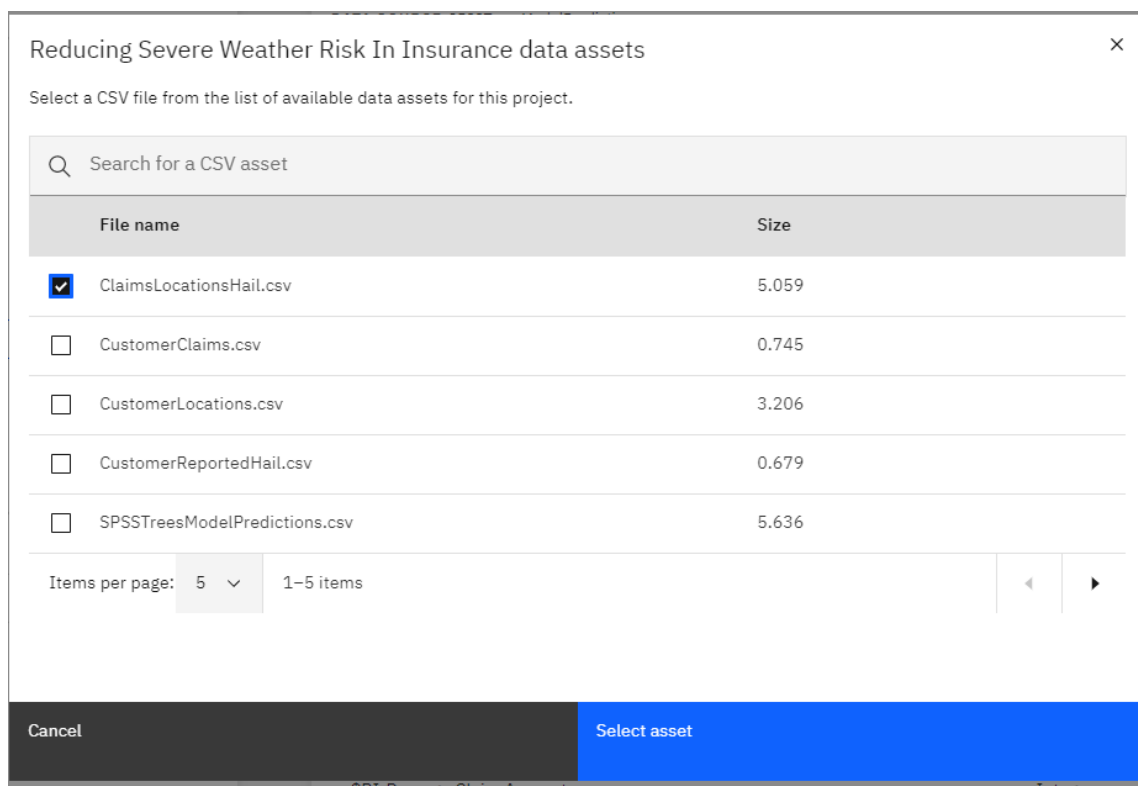 Reducing Severe Weather Risk In Insurance data assets
Select a CSV file from the list of available data assets for this project.
Search for a CSV asset
File name Size
ClaimsLocationsHail.csv 5.059
CustomerClaims.csv 0.745
CustomerLocations.csv 3.206
CustomerReportedHail.csv 0.679
SPSSTreesModelPredictions.csv 5.636
Items per page: 5 1–5 items
Cancel Select asset